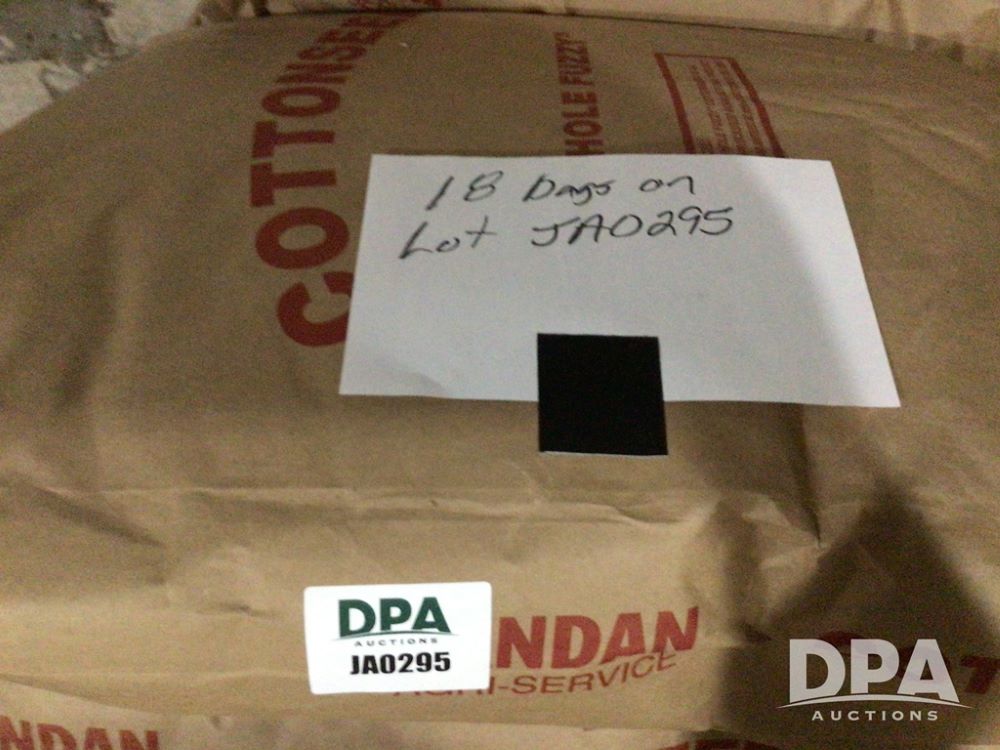 COTTONSEE
HOLE FUZZY
18 Days on
Lot JA0295
DPA
AUCTIONS
JA0295
NDAN
AGRI-SERVICE
NDAN
DPA
AUCTIONS